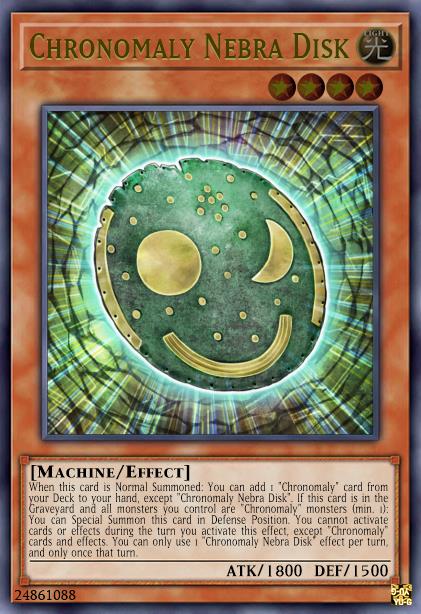 Chronomaly Nebra Disk
LIGHT
光
[Machine/Effect]
When this card is Normal Summoned: You can add 1 "Chronomaly" card from
your Deck to your hand, except "Chronomaly Nebra Disk". If this card is in the
Graveyard and all monsters you control are "Chronomaly" monsters (min. 1):
You can Special Summon this card in Defense Position. You cannot activate
cards or effects during the turn you activate this effect, except "Chronomaly"
cards and effects. You can only use 1 "Chronomaly Nebra Disk" effect per turn,
and only once that turn.
ATK/1800 DEF/1500
24861088